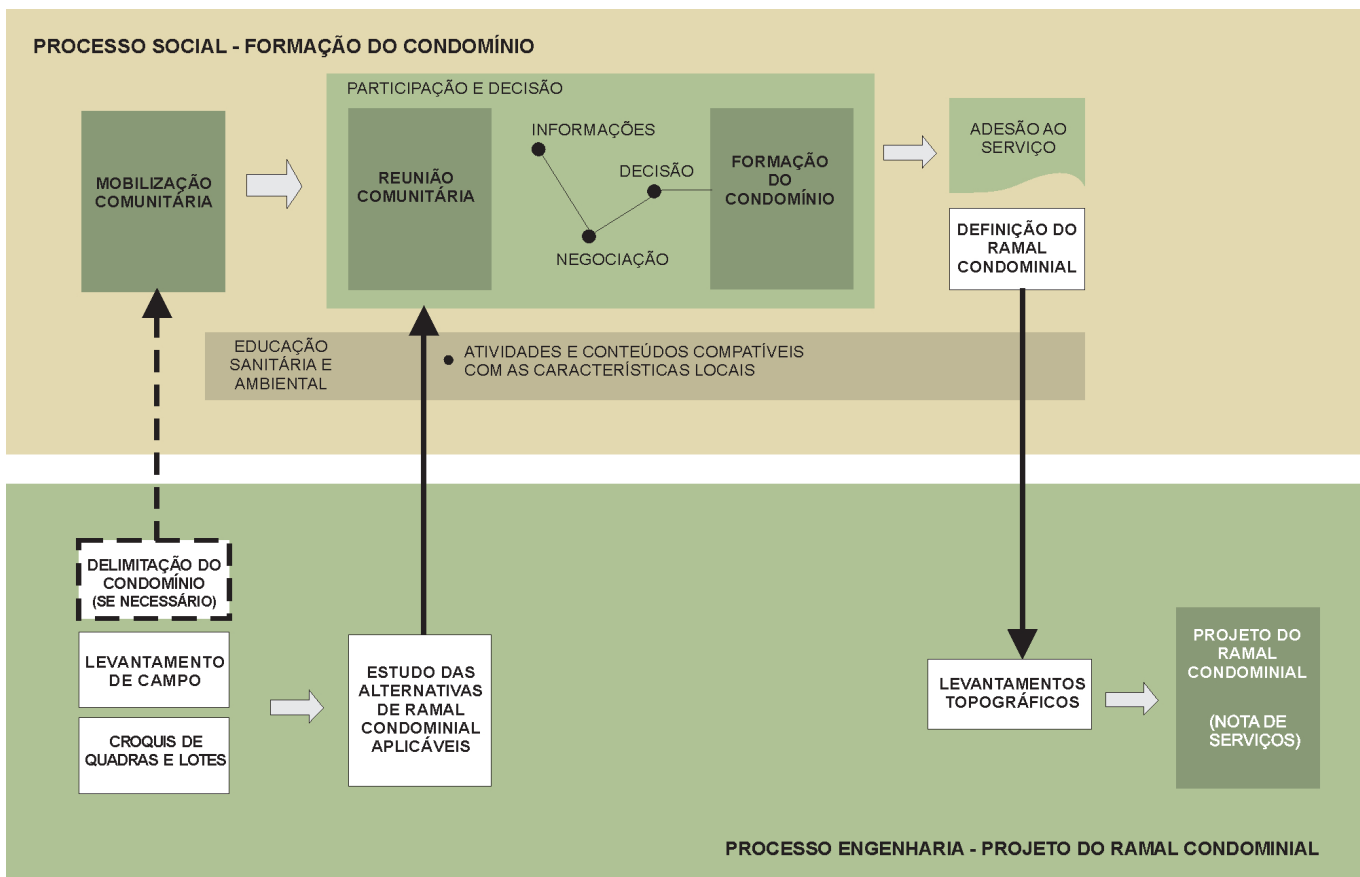 PROCESSO SOCIAL - FORMAÇÃO DO CONDOMÍNIO
MOBILIZAÇÃO
COMUNITÁRIA
PARTICIPAÇÃO E DECISÃO
REUNIÃO
COMUNITÁRIA
INFORMAÇÕES
DECISÃO
NEGOCIAÇÃO
FORMAÇÃO
DO
CONDOMÍNIO
ADESÃO AO
SERVIÇO
DEFINIÇÃO DO
RAMAL
CONDOMINIAL
EDUCAÇÃO
SANITÁRIA E
AMBIENTAL
ATIVIDADES E CONTEÚDOS COMPATÍVEIS
COM AS CARACTERÍSTICAS LOCAIS
DELIMITAÇÃO DO
CONDOMÍNIO
(SE NECESSÁRIO)
LEVANTAMENTO
DE CAMPO
CROQUIS DE
QUADRAS E LOTES
ESTUDO DAS
ALTERNATIVAS
DE RAMAL
CONDOMINIAL
APLICÁVEIS
LEVANTAMENTOS
TOPOGRÁFICOS
PROJETO DO
RAMAL
CONDOMINIAL
(NOTA DE
SERVIÇOS)
PROCESSO ENGENHARIA - PROJETO DO RAMAL CONDOMINIAL